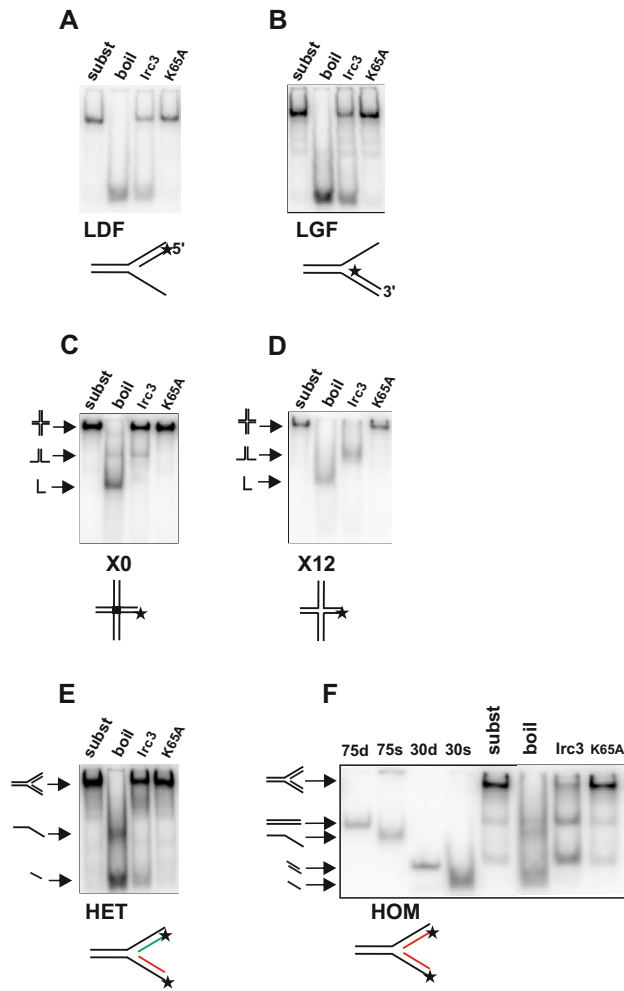 A
B
subst
boil
Irc3
K65A
subst
boil
Irc3
K65A
LDF
LGF
5'
3'
C
D
subst
boil
Irc3
K65A
subst
boil
Irc3
K65A
X0
X12
E
F
subst
boil
Irc3
K65A
75d 75s 30d 30s subst boil Irc3 K65A
HET
HOM